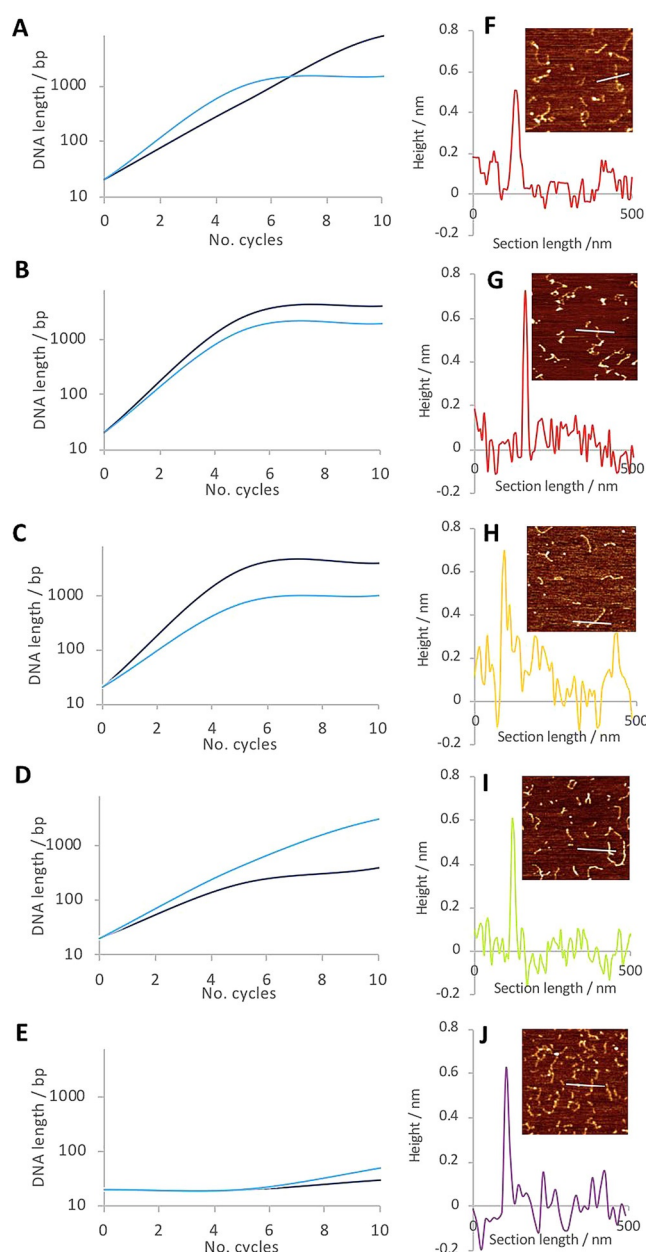 A
DNA length / bp
1000
100
10
0 2 4 6 8 10
No. cycles
F
Height / nm
0.8
0.6
0.4
0.2
0
-0.2
0 500
Section length /nm
B
DNA length / bp
1000
100
10
0 2 4 6 8 10
No. cycles
G
Height / nm
0.8
0.6
0.4
0.2
0
-0.2
0 500
Section length / nm
C
DNA length / bp
1000
100
10
0 2 4 6 8 10
No. cycles
H
Height / nm
0.8
0.6
0.4
0.2
0
-0.2
0 500
Section length / nm
D
DNA length / bp
1000
100
10
0 2 4 6 8 10
No. cycles
I
Height / nm
0.8
0.6
0.4
0.2
0
-0.2
0 500
Section length / nm
E
DNA length / bp
1000
100
10
0 2 4 6 8 10
No. cycles
J
Height / nm
0.8
0.6
0.4
0.2
0
-0.2
0 500
Section length / nm